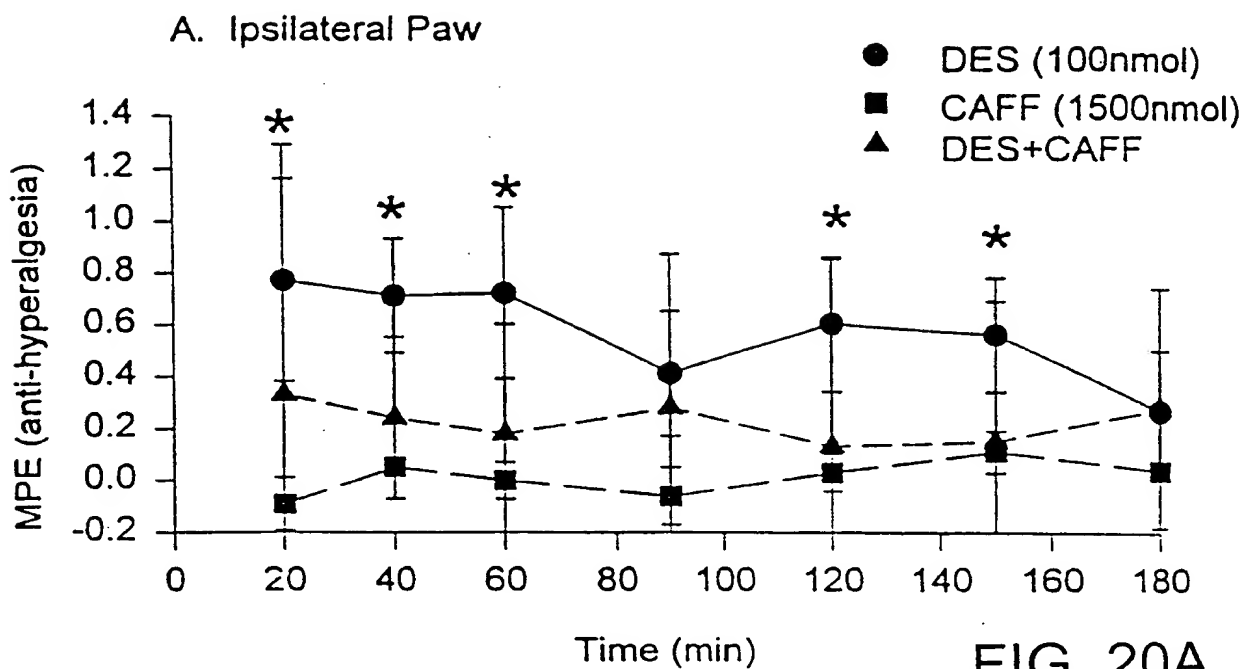 A. Ipsilateral Paw
DES (100nmol)
CAFF (1500nmol)
DES+CAFF
MPE (anti-hyperalgesia)
1.4
1.2
1.0
0.8
0.6
0.4
0.2
0.0
-0.2
* * * * *
0 20 40 60 80 100 120 140 160 180
Time (min)
FIG. 20A